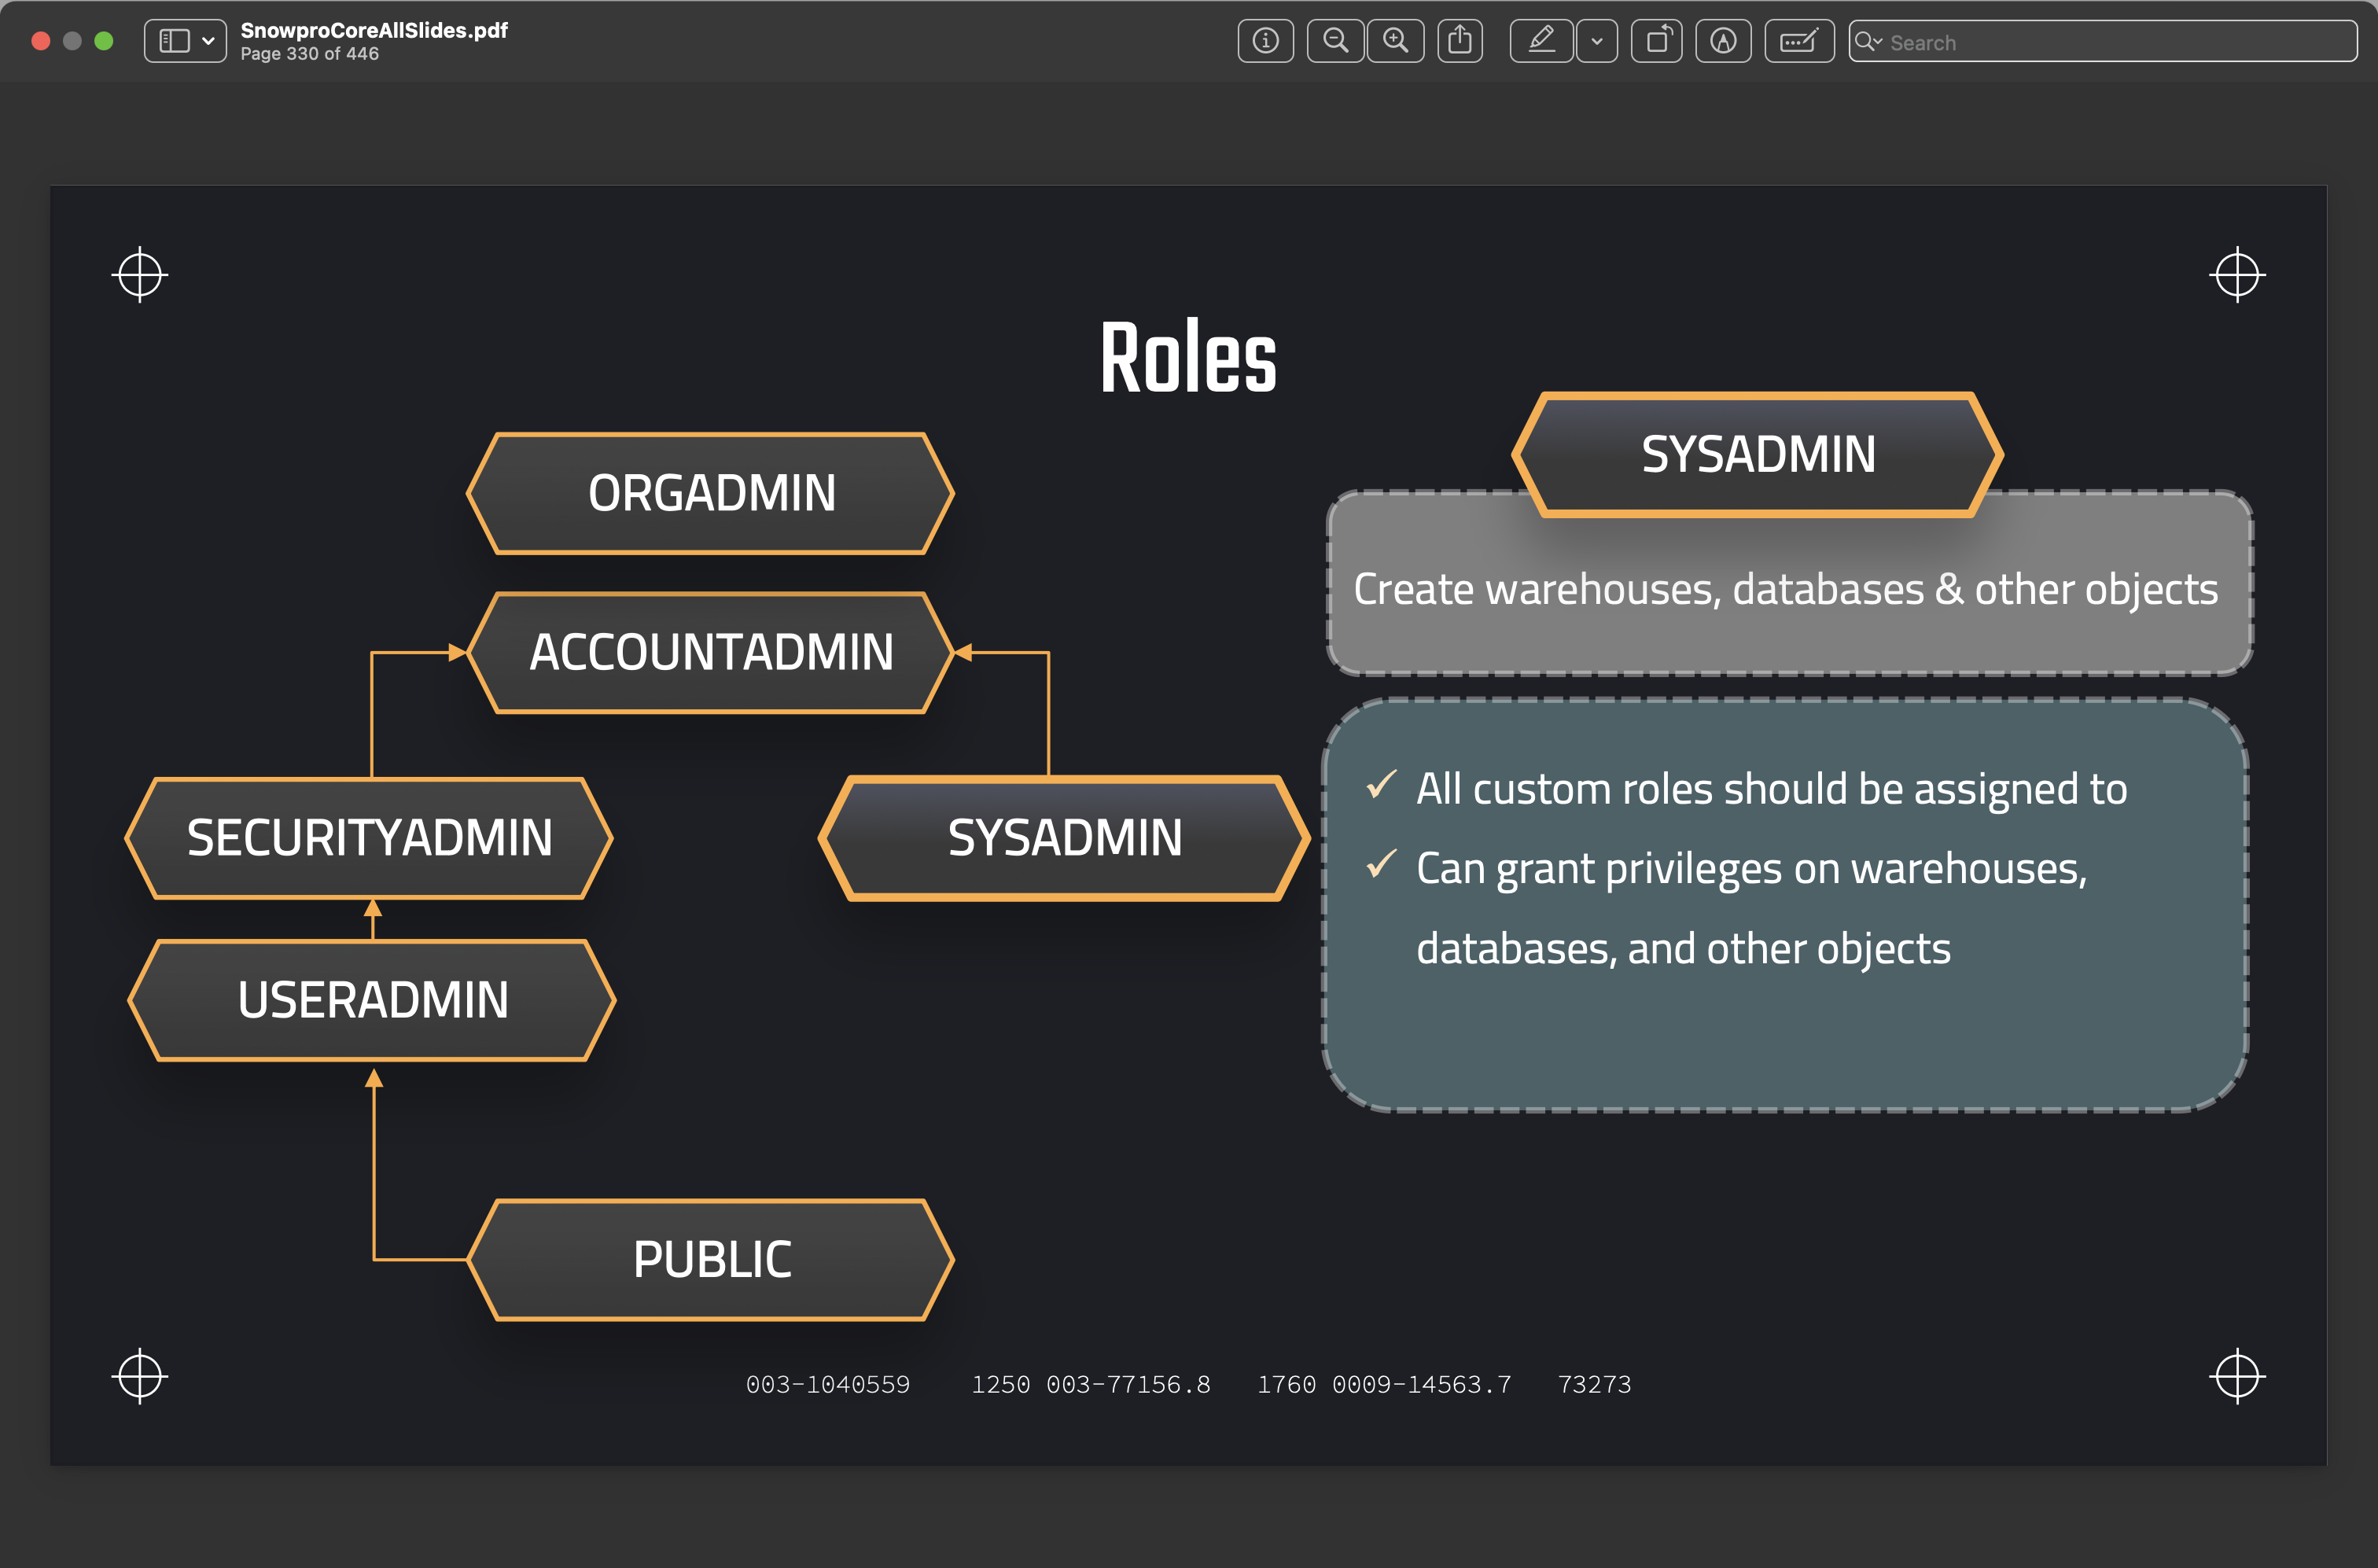 SnowproCoreAllSlides.pdf
Page 330 of 446
Search
Roles
ORGADMIN
ACCOUNTADMIN
SECURITYADMIN
SYSADMIN
USERADMIN
PUBLIC
SYSADMIN
Create warehouses, databases & other objects
✓ All custom roles should be assigned to
✓ Can grant privileges on warehouses,
databases, and other objects
003-1040559 1250 003-77156.8 1760 0009-14563.7 73273